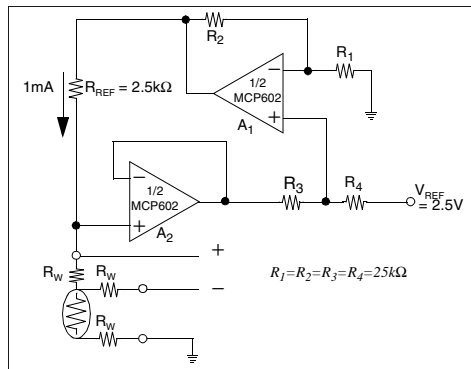 R2
R1
1mA
RREF = 2.5kΩ
−
1/2
MCP602
+
A1
−
1/2
MCP602
+
A2
R3
R4
VREF
= 2.5V
+
RW
RW
−
R1=R2=R3=R4=25kΩ
RW